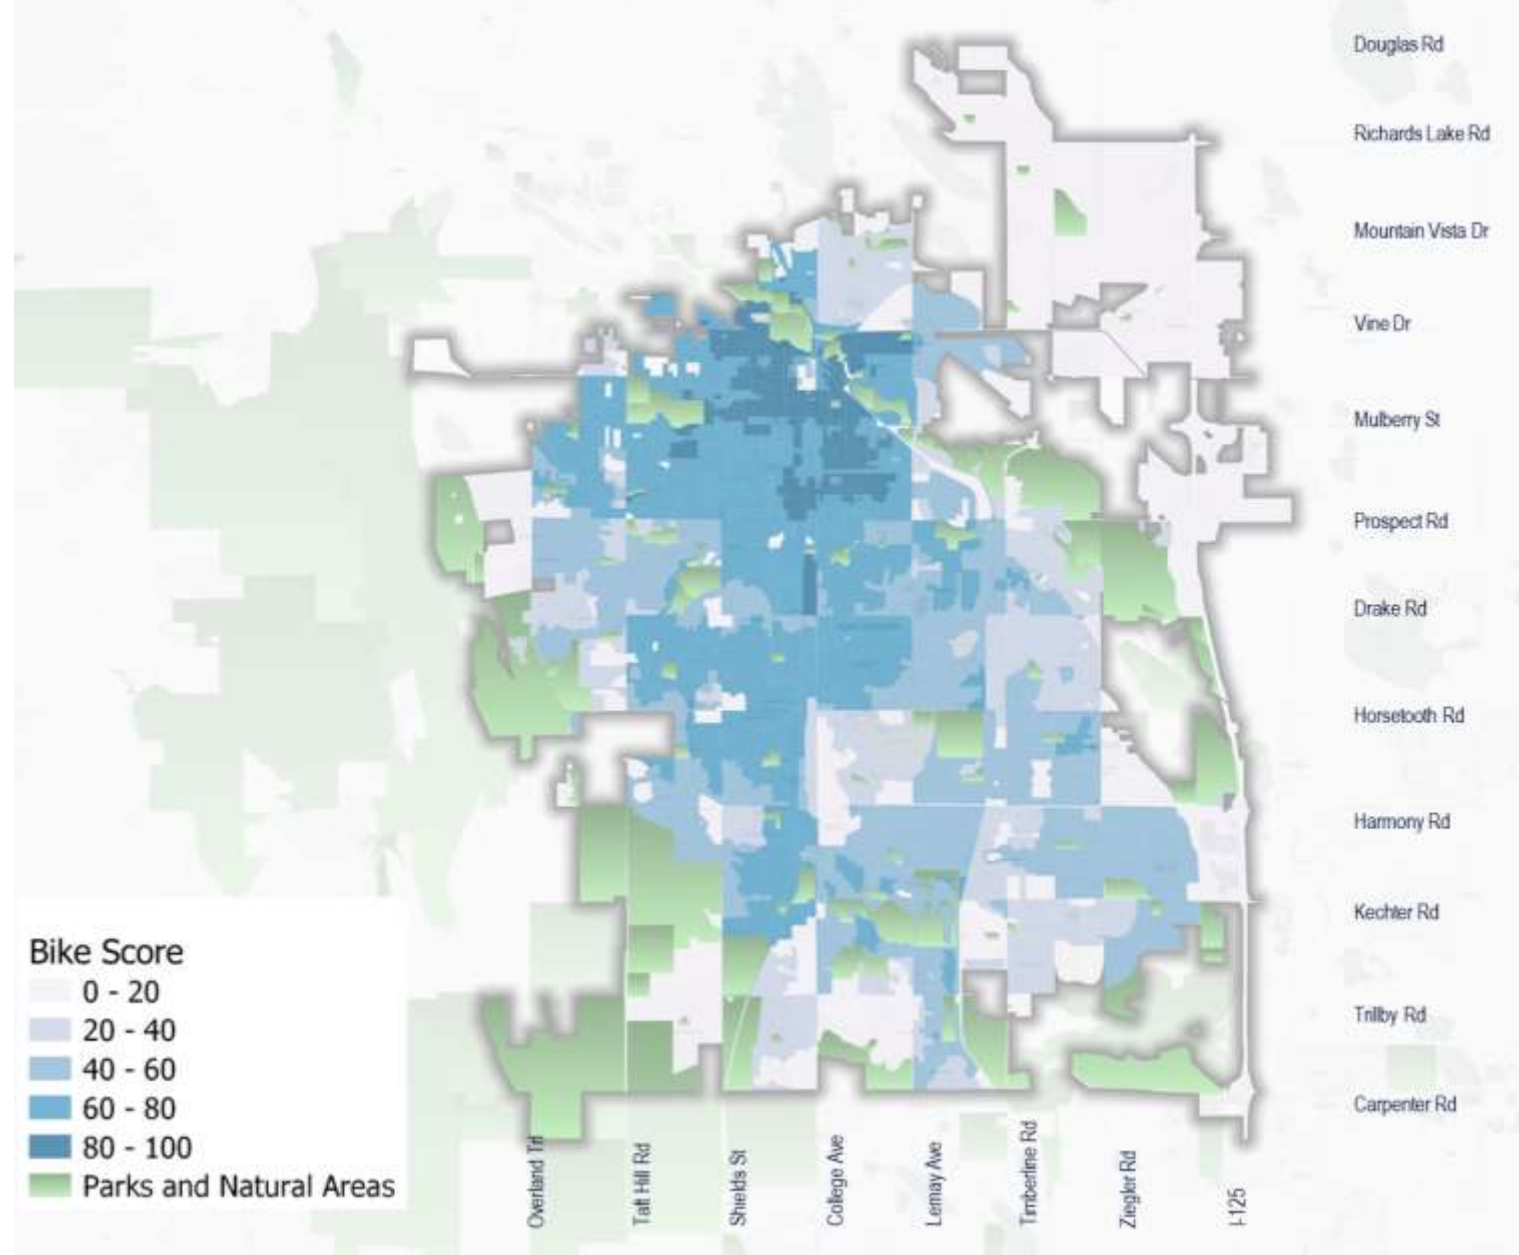 Douglas Rd
Richards Lake Rd
Mountain Vista Dr
Vine Dr
Mulberry St
Prospect Rd
Drake Rd
Horsetooth Rd
Harmony Rd
Kechter Rd
Trillby Rd
Carpenter Rd
Bike Score
0 - 20
20 - 40
40 - 60
60 - 80
80 - 100
Parks and Natural Areas
Overland Trl
Taft Hill Rd
Shields St
College Ave
Lemay Ave
Timberline Rd
Ziegler Rd
I-125